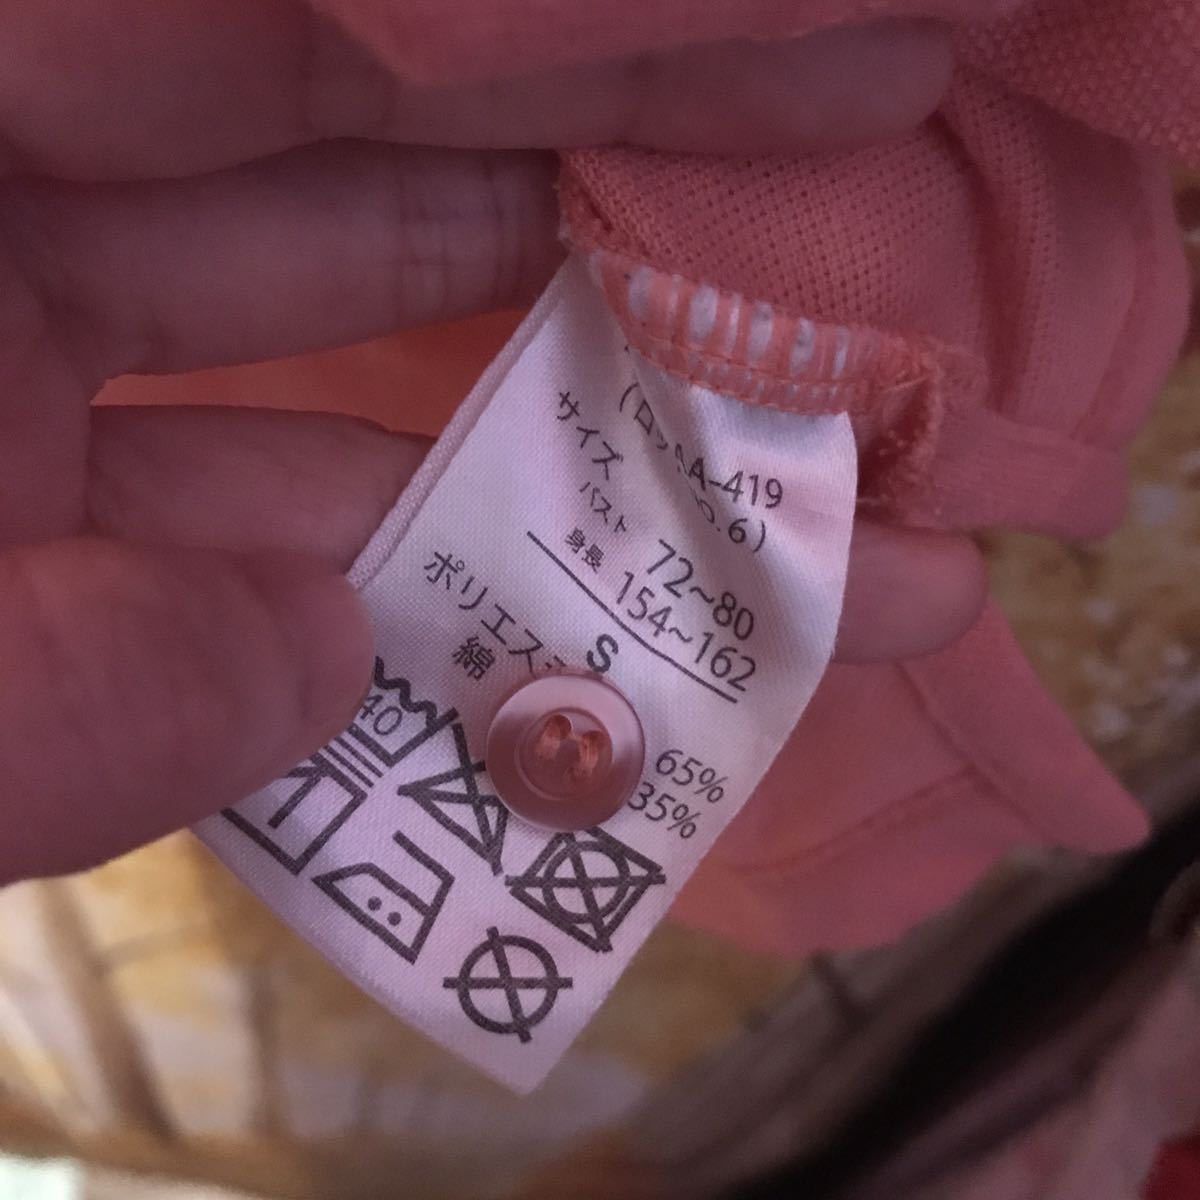 A-419
(ロッ .6)
サイズ
バスト 72~80
身長 154~162
S
ポリエス 65%
綿 35%
40